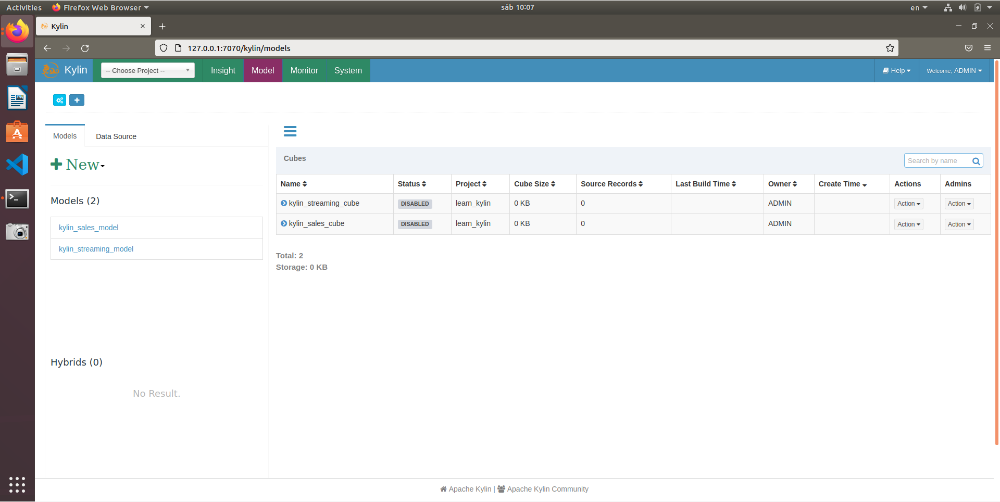 Activities Firefox Web Browser sáb 10:07 en
Kylin
127.0.0.1:7070/kylin/models
Kylin -- Choose Project -- Insight Model Monitor System Help Welcome, ADMIN
Models Data Source
New
Models (2)
kylin_sales_model
kylin_streaming_model
Hybrids (0)
No Result.
Cubes Search by name
Name Status Project Cube Size Source Records Last Build Time Owner Create Time Actions Admins
kylin_streaming_cube DISABLED learn_kylin 0 KB 0 ADMIN Action Action
kylin_sales_cube DISABLED learn_kylin 0 KB 0 ADMIN Action Action
Total: 2
Storage: 0 KB
Apache Kylin | Apache Kylin Community